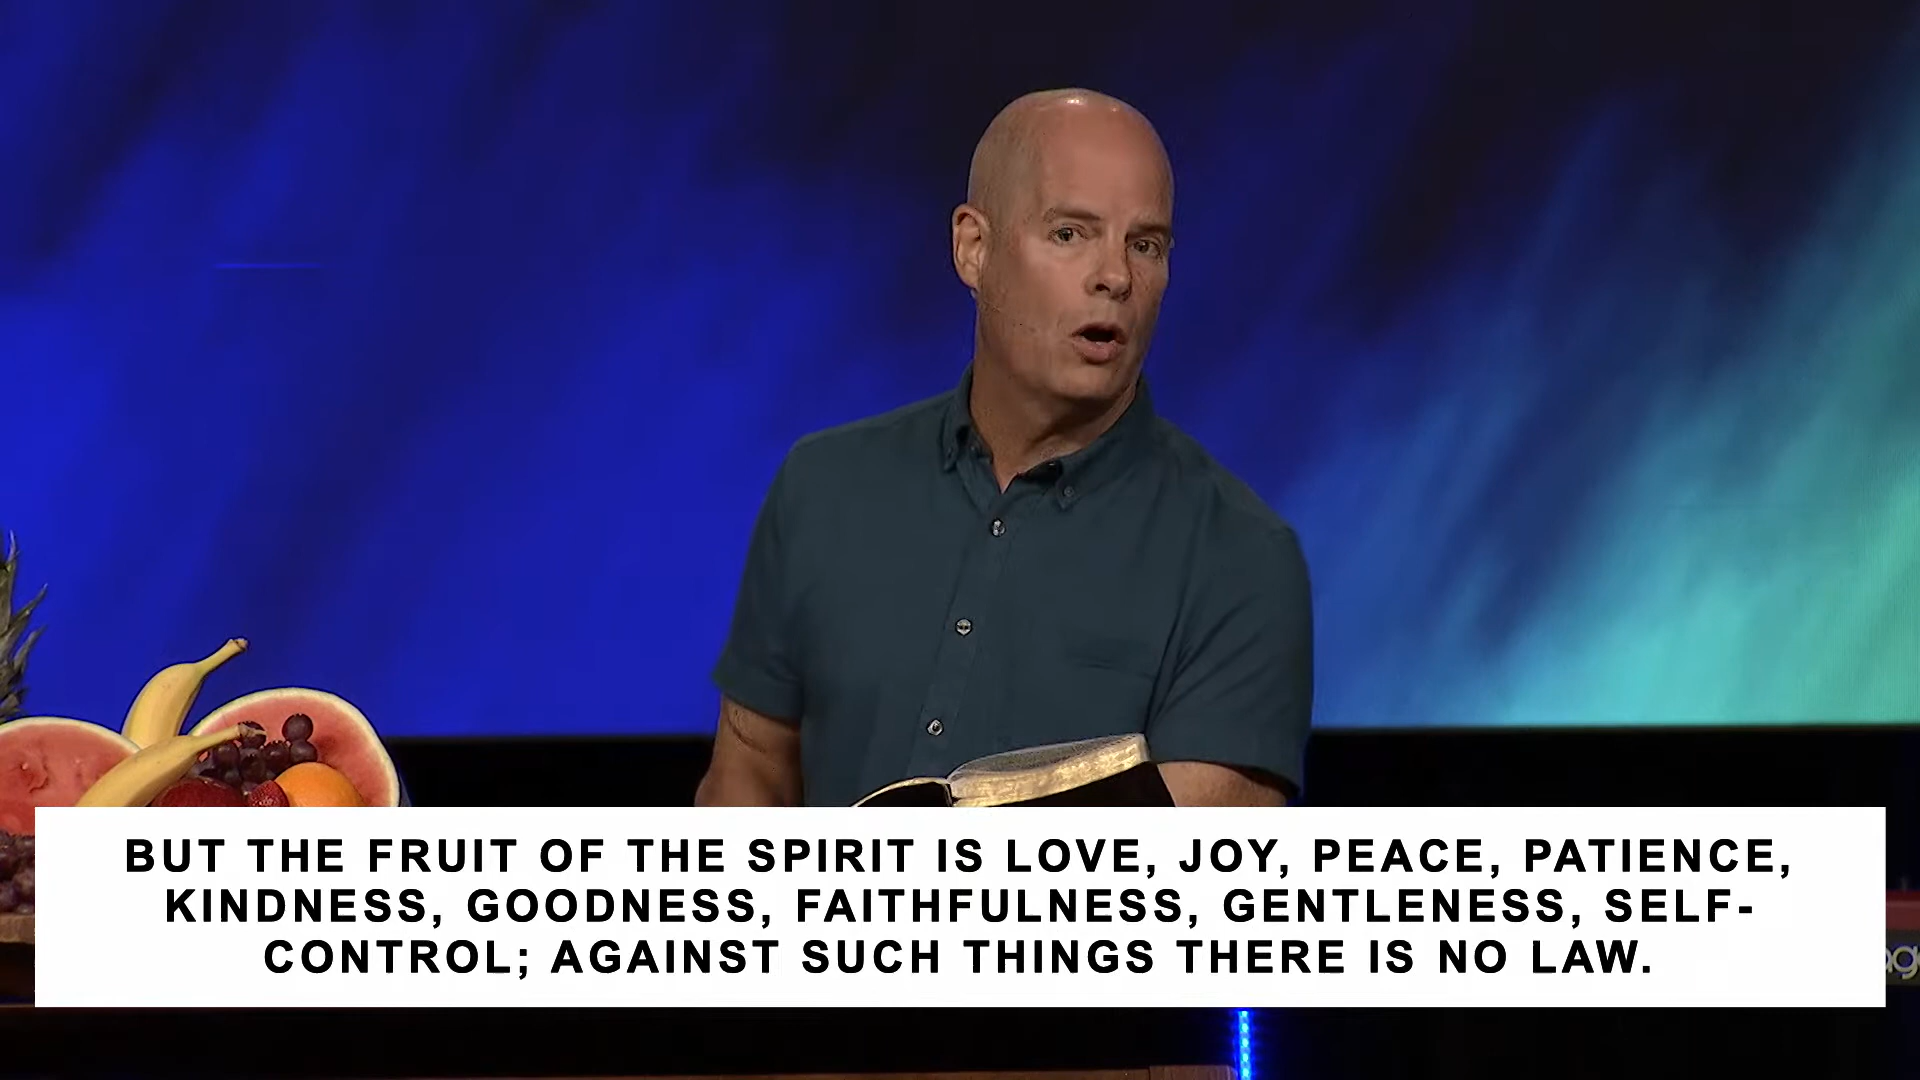 BUT THE FRUIT OF THE SPIRIT IS LOVE, JOY, PEACE, PATIENCE,
KINDNESS, GOODNESS, FAITHFULNESS, GENTLENESS, SELF-
CONTROL; AGAINST SUCH THINGS THERE IS NO LAW.